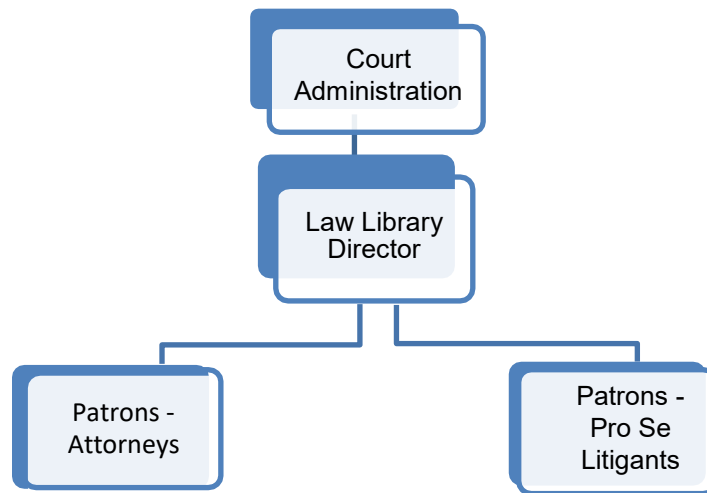 Court
Administration
Law Library
Director
Patrons -
Attorneys
Patrons -
Pro Se
Litigants